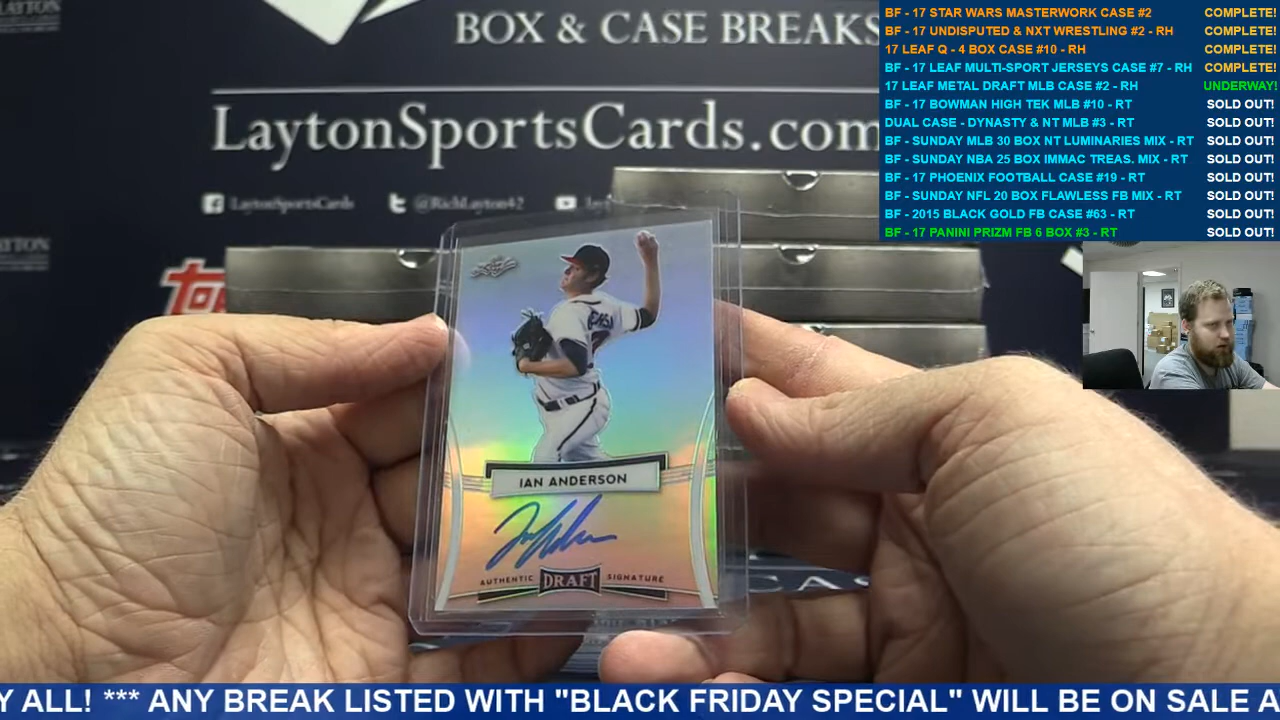 BOX & CASE BREAKS
LaytonSportsCards.com
LaytonSportsCards @RichLayton42
LAYTON
IAN ANDERSON
AUTHENTIC DRAFT SIGNATURE
BF - 17 STAR WARS MASTERWORK CASE #2 COMPLETE!
BF - 17 UNDISPUTED & NXT WRESTLING #2 - RH COMPLETE!
17 LEAF Q - 4 BOX CASE #10 - RH COMPLETE!
BF - 17 LEAF MULTI-SPORT JERSEYS CASE #7 - RH COMPLETE!
17 LEAF METAL DRAFT MLB CASE #2 - RH UNDERWAY!
BF - 17 BOWMAN HIGH TEK MLB #10 - RT SOLD OUT!
DUAL CASE - DYNASTY & NT MLB #3 - RT SOLD OUT!
BF - SUNDAY MLB 30 BOX NT LUMINARIES MIX - RT SOLD OUT!
BF - SUNDAY NBA 25 BOX IMMAC TREAS. MIX - RT SOLD OUT!
BF - 17 PHOENIX FOOTBALL CASE #19 - RT SOLD OUT!
BF - SUNDAY NFL 20 BOX FLAWLESS FB MIX - RT SOLD OUT!
BF - 2015 BLACK GOLD FB CASE #63 - RT SOLD OUT!
BF - 17 PANINI PRIZM FB 6 BOX #3 - RT SOLD OUT!
Y ALL! *** ANY BREAK LISTED WITH "BLACK FRIDAY SPECIAL" WILL BE ON SALE A